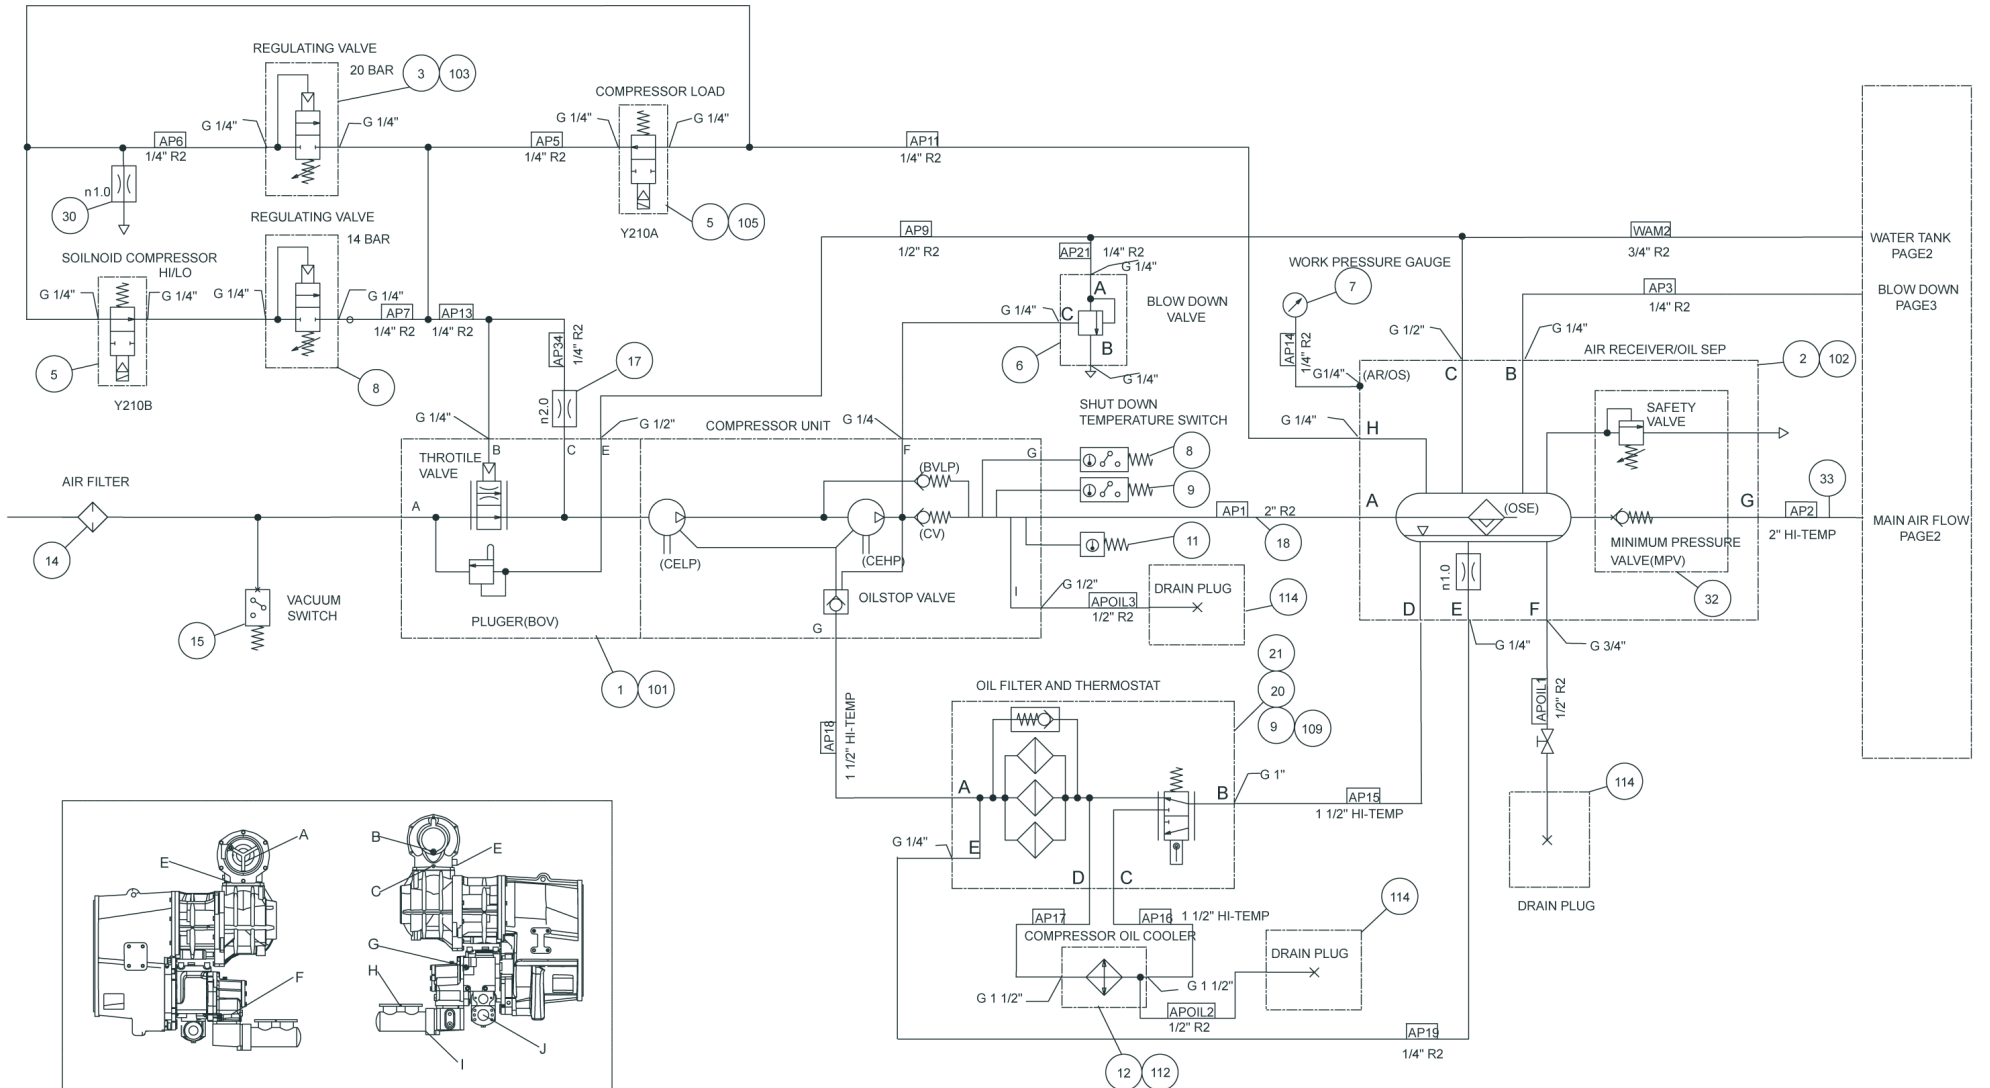 REGULATING VALVE
20 BAR
3
103
COMPRESSOR LOAD
G 1/4"
G 1/4"
G 1/4"
G 1/4"
AP6
1/4" R2
AP5
1/4" R2
AP11
1/4" R2
n1.0
30
REGULATING VALVE
14 BAR
5
105
Y210A
AP9
1/2" R2
AP21
1/4" R2
G 1/4"
WAM2
3/4" R2
WATER TANK
PAGE2
SOILNOID COMPRESSOR
HI/LO
G 1/4"
G 1/4"
G 1/4"
G 1/4"
AP7
1/4" R2
AP13
1/4" R2
AP34
1/4" R2
n2.0
17
5
Y210B
8
G 1/4"
A
C
B
BLOW DOWN
VALVE
6
G 1/4"
WORK PRESSURE GAUGE
7
AP14
1/4" R2
G1/4"
(AR/OS)
G 1/2"
G 1/4"
AP3
1/4" R2
BLOW DOWN
PAGE3
AIR RECEIVER/OIL SEP
2
102
C
B
SAFETY
VALVE
G 1/4"
H
G 1/4"
G 1/2"
COMPRESSOR UNIT
G 1/4
SHUT DOWN
TEMPERATURE SWITCH
B
C
E
F
G
THROTILE
VALVE
(BVLP)
8
9
AIR FILTER
14
A
(CELP)
(CEHP)
(CV)
11
AP1
2" R2
18
A
(OSE)
G
AP2
2" HI-TEMP
33
MAIN AIR FLOW
PAGE2
MINIMUM PRESSURE
VALVE(MPV)
32
n1.0
D
E
F
G 1/4"
G 3/4"
VACUUM
SWITCH
15
PLUGER(BOV)
OILSTOP VALVE
G
I
G 1/2"
APOIL3
1/2" R2
DRAIN PLUG
114
1
101
AP18
1 1/2" HI-TEMP
OIL FILTER AND THERMOSTAT
21
20
9
109
APOIL1
1/2" R2
114
DRAIN PLUG
A
B
G 1"
AP15
1 1/2" HI-TEMP
G 1/4"
E
D
C
AP17
AP16
1 1/2" HI-TEMP
COMPRESSOR OIL COOLER
G 1 1/2"
G 1 1/2"
APOIL2
1/2" R2
DRAIN PLUG
114
12
112
AP19
1/4" R2
A
E
F
B
E
C
G
H
J
I